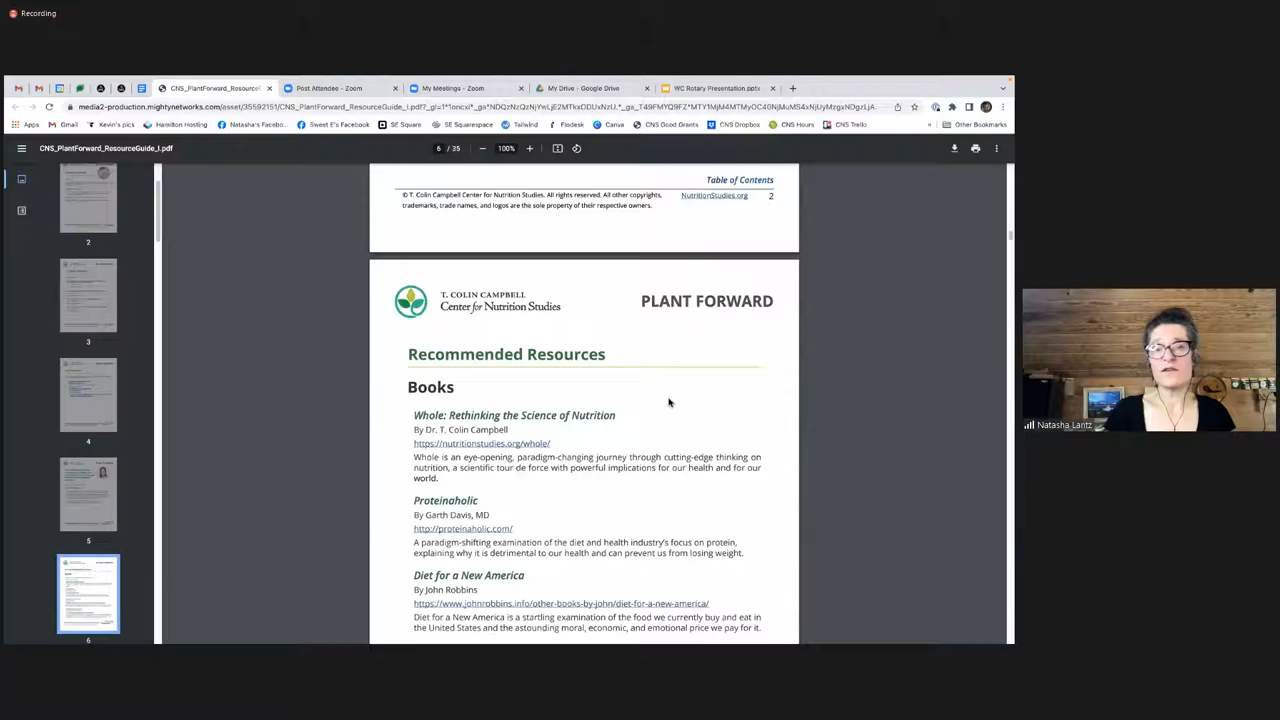 Recording
CNS_PlantForward_Resource
Post Attendee - Zoom
My Meetings - Zoom
My Drive - Google Drive
WC Rotary Presentation.pptx
Apps
Gmail
Kevin's pics
Hamilton Hosting
Natasha's Facebo...
Sweet E's Facebook
SE Square
SE Squarespace
Tailwind
Flodesk
Canva
CNS Good Grants
CNS Dropbox
CNS Hours
CNS Trello
»
Other Bookmarks
CNS_PlantForward_ResourceGuide_I.pdf
6 / 35
100%
2
3
4
5
6
Table of Contents
© T. Colin Campbell Center for Nutrition Studies. All rights reserved. All other copyrights,
trademarks, trade names, and logos are the sole property of their respective owners.
NutritionStudies.org
2
T. COLIN CAMPBELL
Center for Nutrition Studies
PLANT FORWARD
Recommended Resources
Books
Whole: Rethinking the Science of Nutrition
By Dr. T. Colin Campbell
https://nutritionstudies.org/whole/
Whole is an eye-opening, paradigm-changing journey through cutting-edge thinking on
nutrition, a scientific tour de force with powerful implications for our health and for our
world.
Proteinaholic
By Garth Davis, MD
http://proteinaholic.com/
A paradigm-shifting examination of the diet and health industry's focus on protein,
explaining why it is detrimental to our health and can prevent us from losing weight.
Diet for a New America
By John Robbins
https://www.johnrobbins.info/other-books-by-john/diet-for-a-new-america/
Diet for a New America is a startling examination of the food we currently buy and eat in
the United States and the astounding moral, economic, and emotional price we pay for it.
Natasha Lantz